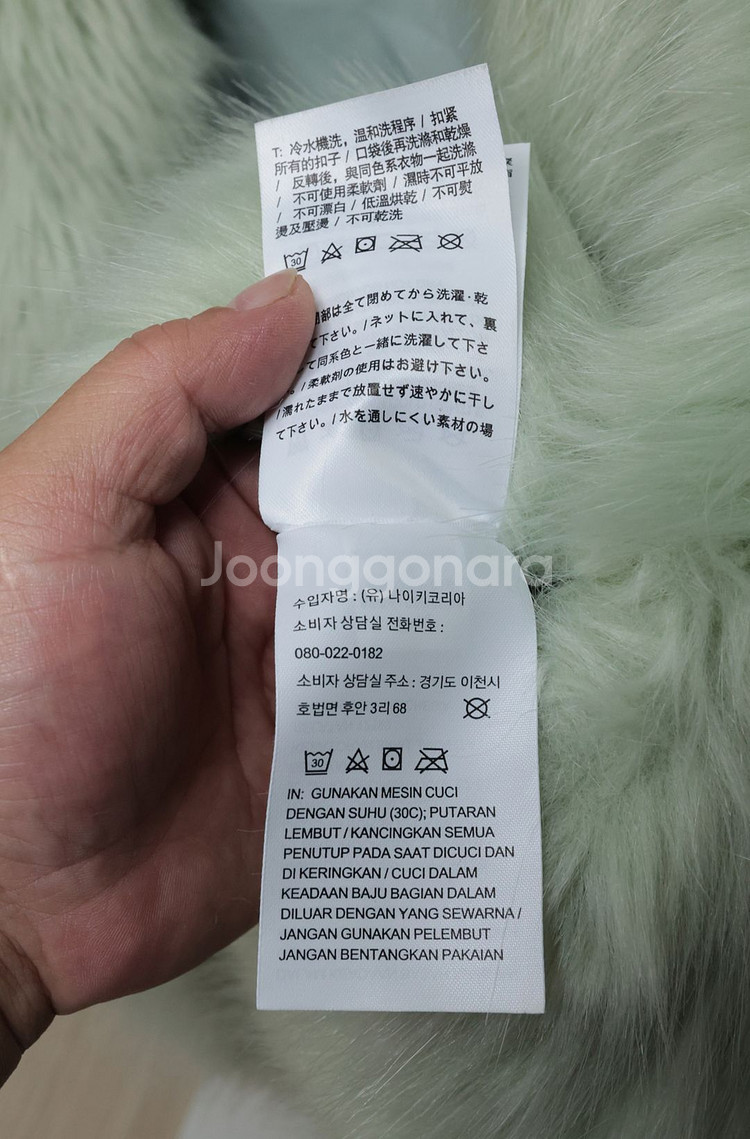 T: 冷水機洗，溫和洗程序 / 扣紧
所有的扣子 / 口袋後再洗滌和乾燥
/ 反轉後，與同色系衣物一起洗滌
/ 不可使用柔軟劑 / 濕時不可平放
/ 不可漂白 / 低溫烘乾 / 不可熨
燙及壓燙 / 不可乾洗
30
部は全て閉めてから洗濯·乾
て下さい。/ ネットに入れて、裏
て同系色と一緒に洗濯して下さ
。/ 柔軟剤の使用はお避け下さい。
/ 濡れたままで放置せず速やかに干し
て下さい。/ 水を通しにくい素材の場
Joonggonara
수입자명 : (유) 나이키코리아
소비자 상담실 전화번호 :
080-022-0182
소비자 상담실 주소 : 경기도 이천시
호법면 후안 3리 68
30
IN: GUNAKAN MESIN CUCI
DENGAN SUHU (30C); PUTARAN
LEMBUT / KANCINGKAN SEMUA
PENUTUP PADA SAAT DICUCI DAN
DI KERINGKAN / CUCI DALAM
KEADAAN BAJU BAGIAN DALAM
DILUAR DENGAN YANG SEWARNA /
JANGAN GUNAKAN PELEMBUT
JANGAN BENTANGKAN PAKAIAN